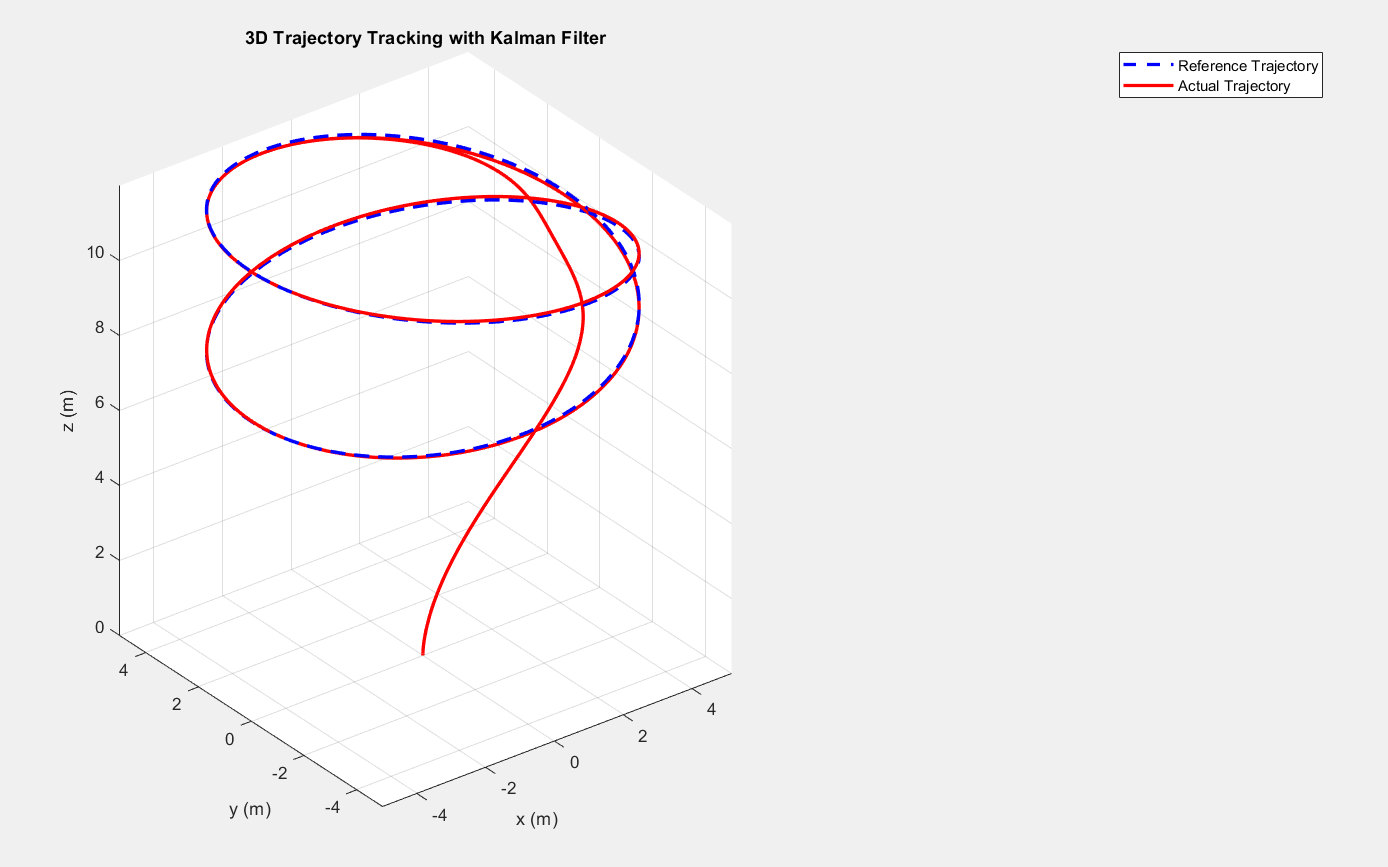 3D Trajectory Tracking with Kalman Filter
Reference Trajectory
Actual Trajectory
10
8
6
4
2
0
z (m)
4
2
0
-2
-4
y (m)
-4
-2
0
2
4
x (m)